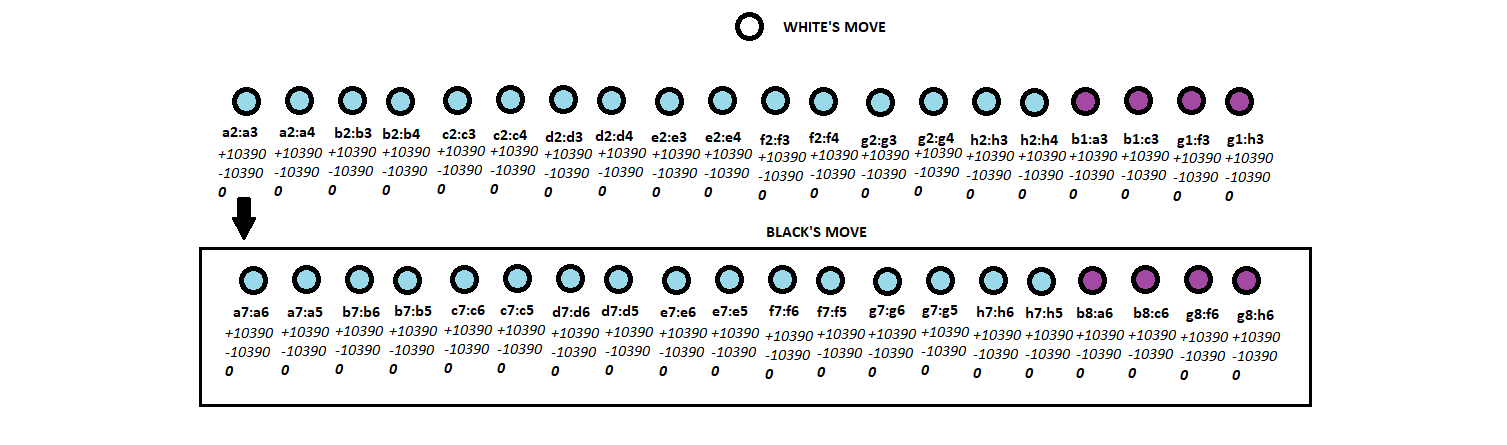 WHITE'S MOVE
a2:a3 a2:a4 b2:b3 b2:b4 c2:c3 c2:c4 d2:d3 d2:d4 e2:e3 e2:e4 f2:f3 f2:f4 g2:g3 g2:g4 h2:h3 h2:h4 b1:a3 b1:c3 g1:f3 g1:h3
+10390 +10390 +10390 +10390 +10390 +10390 +10390 +10390 +10390 +10390 +10390 +10390 +10390 +10390 +10390 +10390 +10390 +10390 +10390 +10390
-10390 -10390 -10390 -10390 -10390 -10390 -10390 -10390 -10390 -10390 -10390 -10390 -10390 -10390 -10390 -10390 -10390 -10390 -10390 -10390
0 0 0 0 0 0 0 0 0 0 0 0 0 0 0 0 0 0 0 0
BLACK'S MOVE
a7:a6 a7:a5 b7:b6 b7:b5 c7:c6 c7:c5 d7:d6 d7:d5 e7:e6 e7:e5 f7:f6 f7:f5 g7:g6 g7:g5 h7:h6 h7:h5 b8:a6 b8:c6 g8:f6 g8:h6
+10390 +10390 +10390 +10390 +10390 +10390 +10390 +10390 +10390 +10390 +10390 +10390 +10390 +10390 +10390 +10390 +10390 +10390 +10390 +10390
-10390 -10390 -10390 -10390 -10390 -10390 -10390 -10390 -10390 -10390 -10390 -10390 -10390 -10390 -10390 -10390 -10390 -10390 -10390 -10390
0 0 0 0 0 0 0 0 0 0 0 0 0 0 0 0 0 0 0 0